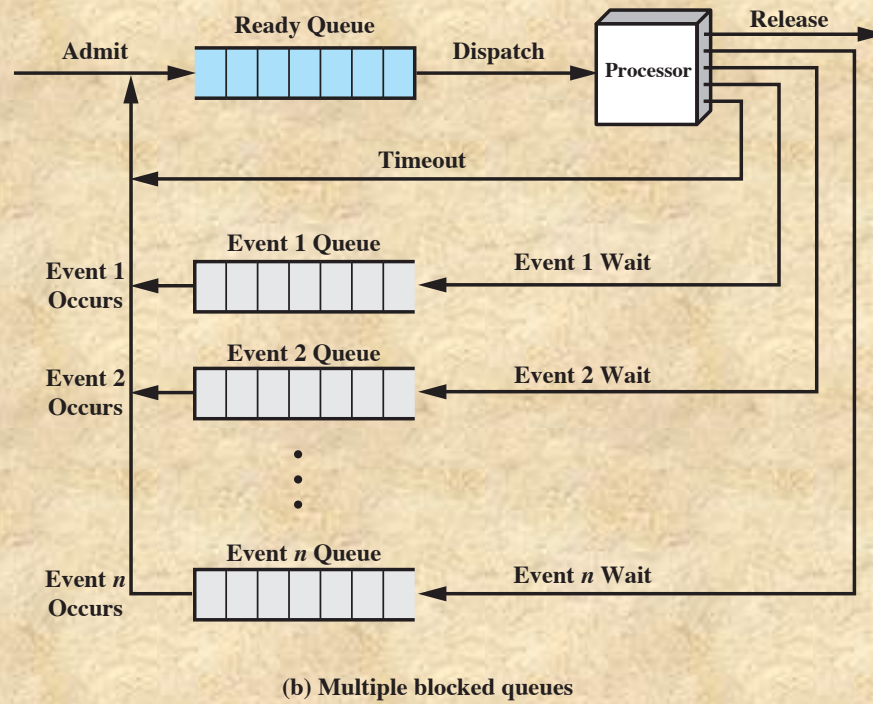 Release
Ready Queue
Admit
Dispatch
Processor
Timeout
Event 1 Queue
Event 1
Occurs
Event 1 Wait
Event 2 Queue
Event 2
Occurs
Event 2 Wait
Event n Queue
Event n
Occurs
Event n Wait
(b) Multiple blocked queues